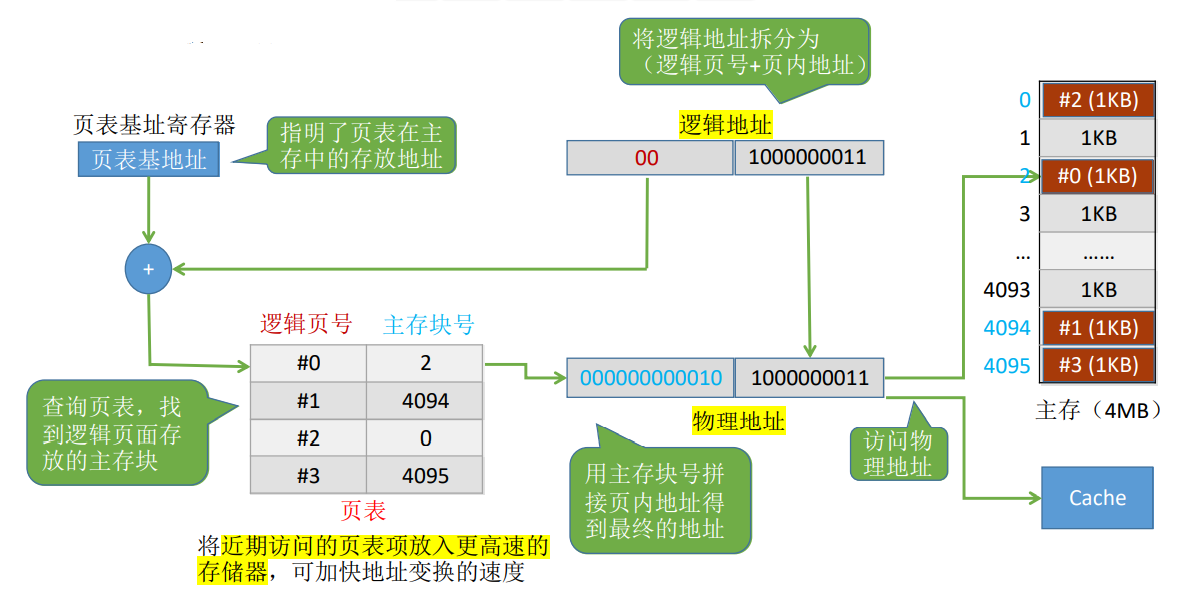 将逻辑地址拆分为
（逻辑页号+页内地址）
页表基址寄存器
页表基地址
指明了页表在主
存中的存放地址
逻辑地址
00 1000000011
+
逻辑页号 主存块号
#0 2
#1 4094
#2 0
#3 4095
页表
查询页表，找
到逻辑页面存
放的主存块
000000000010 1000000011
物理地址
用主存块号拼
接页内地址得
到最终的地址
访问物
理地址
0 #2 (1KB)
1 1KB
2 #0 (1KB)
3 1KB
... ......
4093 1KB
4094 #1 (1KB)
4095 #3 (1KB)
主存（4MB）
Cache
将近期访问的页表项放入更高速的
存储器，可加快地址变换的速度